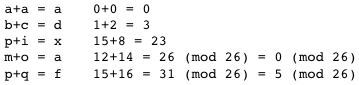 a+a = a    0+0 = 0
b+c = d    1+2 = 3
p+i = x    15+8 = 23
m+o = a    12+14 = 26 (mod 26) = 0 (mod 26)
p+q = f    15+16 = 31 (mod 26) = 5 (mod 26)